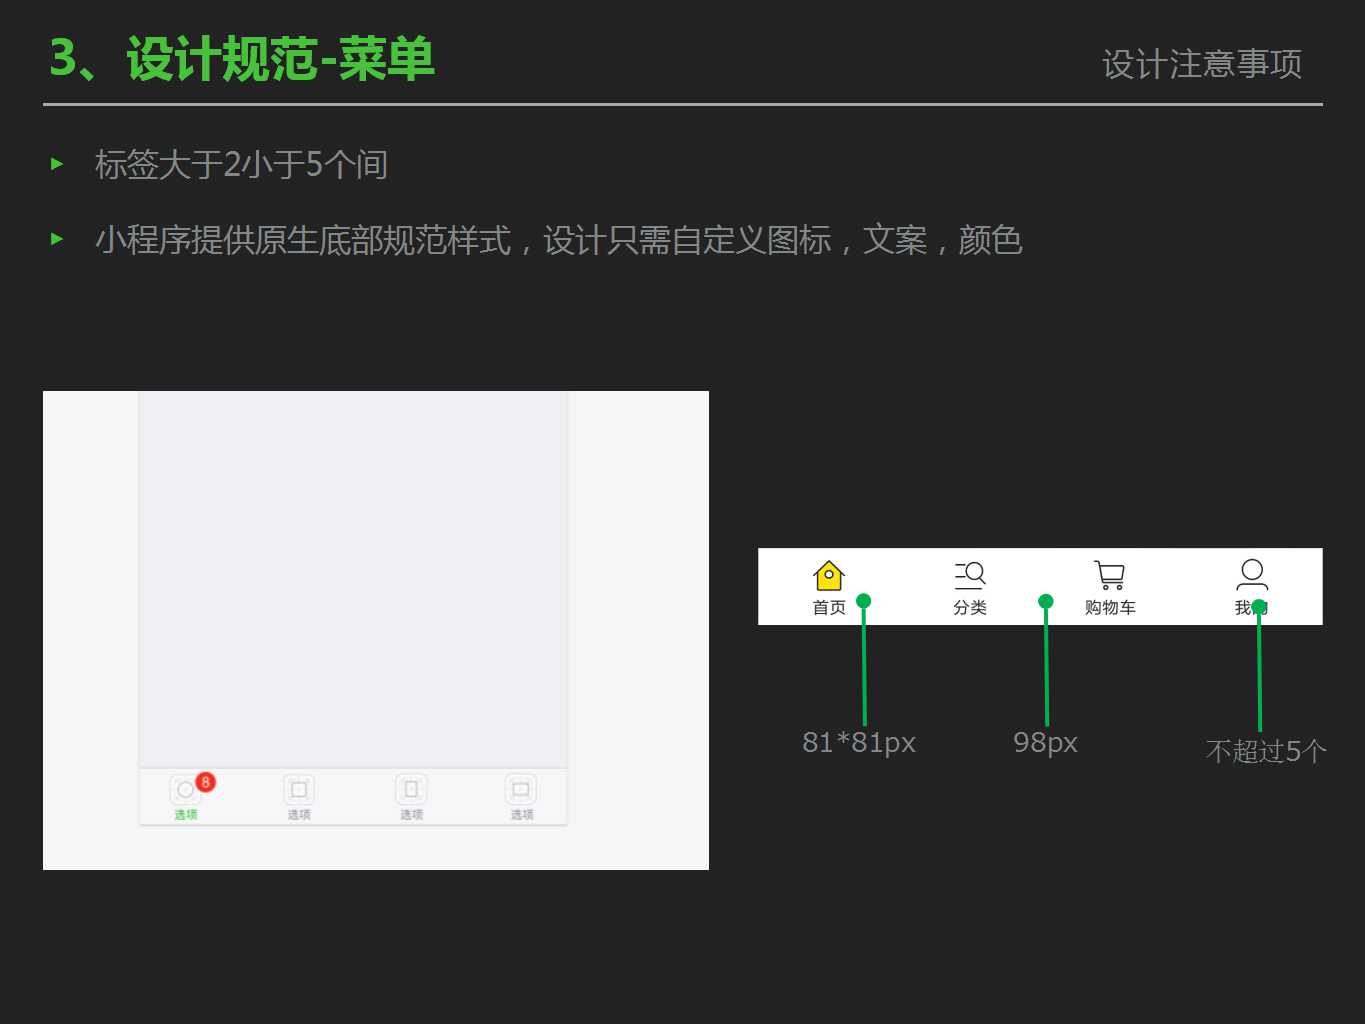 3、设计规范-菜单
设计注意事项
标签大于2小于5个间
小程序提供原生底部规范样式，设计只需自定义图标，文案，颜色
8
选项 选项 选项 选项
首页 分类 购物车 我的
81*81px 98px 不超过5个